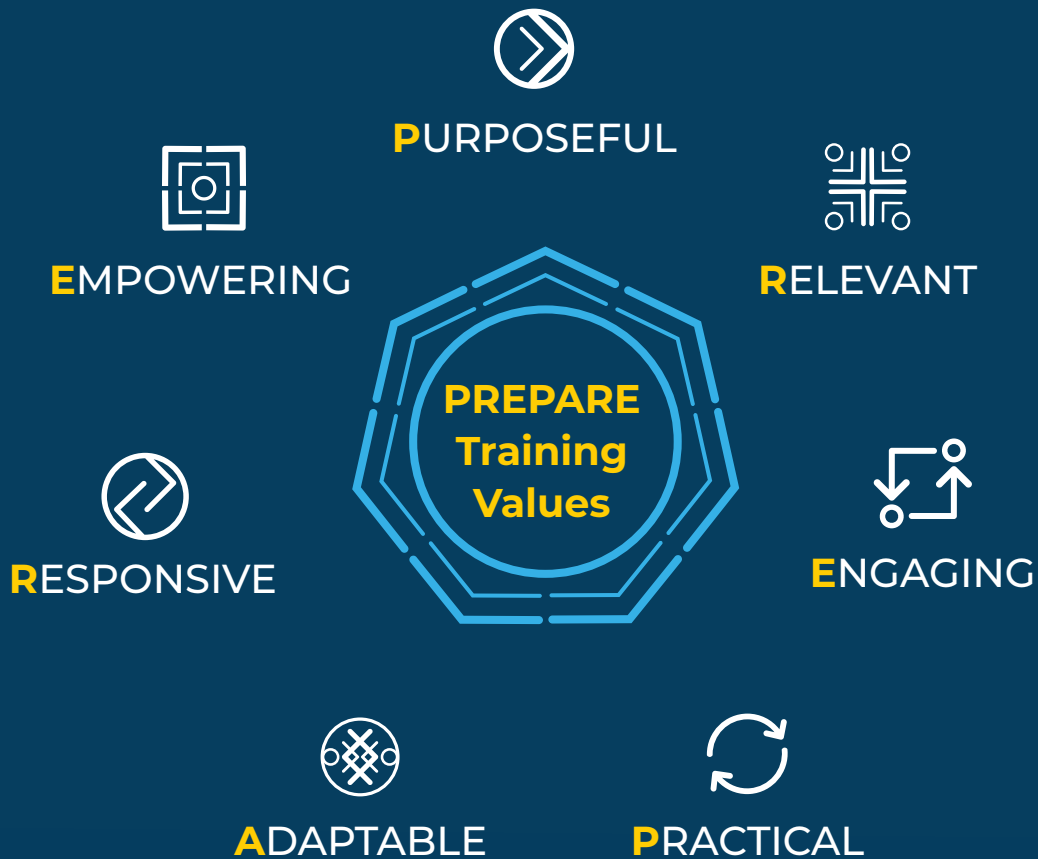 PURPOSEFUL
RELEVANT
ENGAGING
PRACTICAL
ADAPTABLE
RESPONSIVE
EMPOWERING
PREPARE
Training
Values